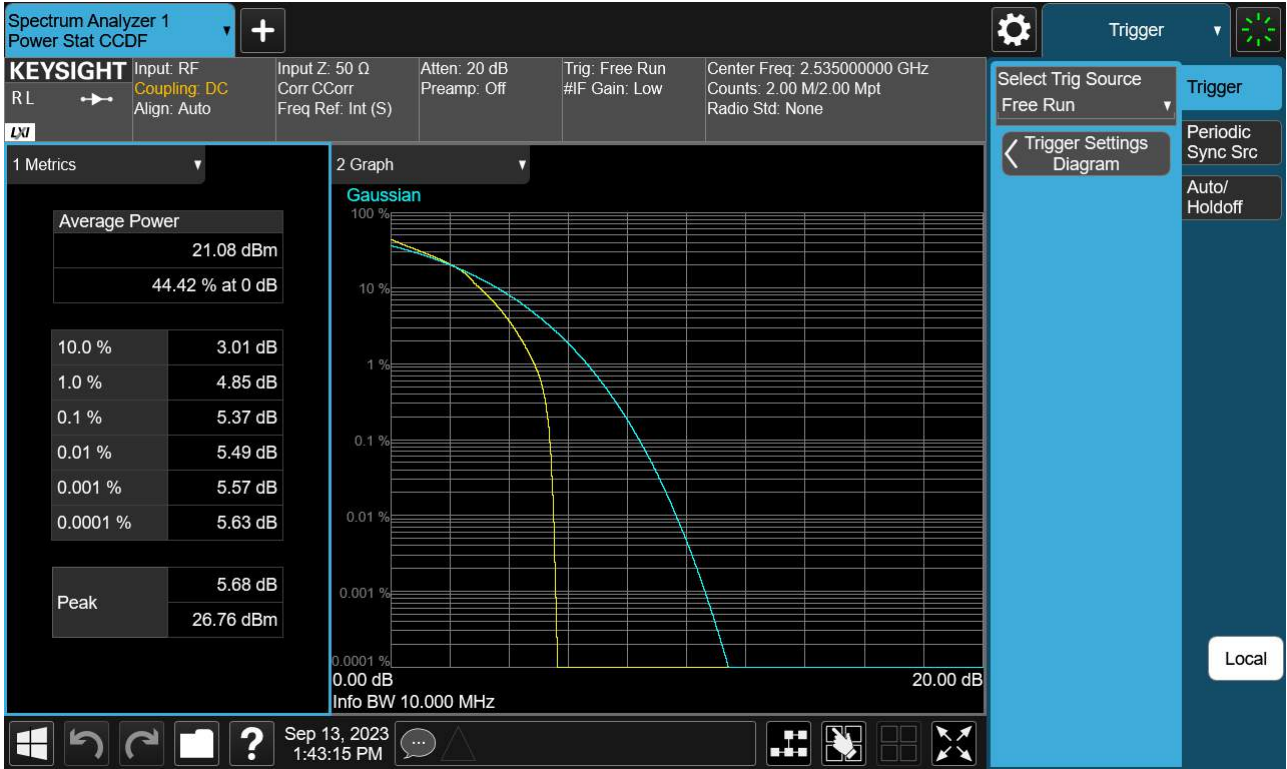 Spectrum Analyzer 1
Power Stat CCDF
+
Trigger
KEYSIGHT
R L
LXI
Input: RF
Coupling: DC
Align: Auto
Input Z: 50 Ω
Corr CCorr
Freq Ref: Int (S)
Atten: 20 dB
Preamp: Off
Trig: Free Run
#IF Gain: Low
Center Freq: 2.535000000 GHz
Counts: 2.00 M/2.00 Mpt
Radio Std: None
Select Trig Source
Free Run
Trigger Settings
Diagram
Trigger
Periodic
Sync Src
Auto/
Holdoff
1 Metrics
Average Power
21.08 dBm
44.42 % at 0 dB
10.0 % 3.01 dB
1.0 % 4.85 dB
0.1 % 5.37 dB
0.01 % 5.49 dB
0.001 % 5.57 dB
0.0001 % 5.63 dB
Peak
5.68 dB
26.76 dBm
2 Graph
Gaussian
100 %
10 %
1 %
0.1 %
0.01 %
0.001 %
0.0001 %
0.00 dB 20.00 dB
Info BW 10.000 MHz
Local
?
Sep 13, 2023
1:43:15 PM